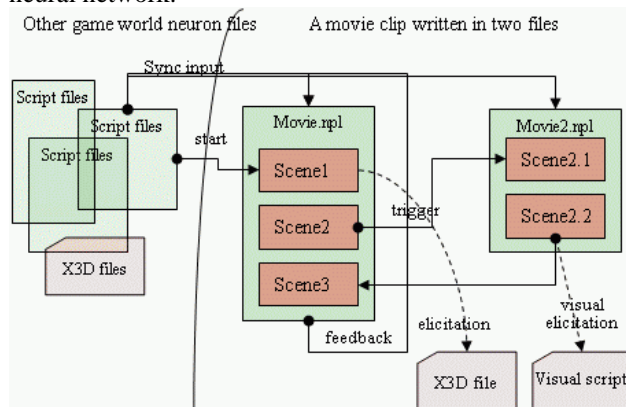 neural network.
Other game world neuron files
A movie clip written in two files
Sync input
Script files
Script files
Script files
X3D files
start
Movie.npl
Scene1
Scene2
Scene3
trigger
Movie2.npl
Scene2.1
Scene2.2
feedback
elicitation
visual
elicitation
X3D file
Visual script